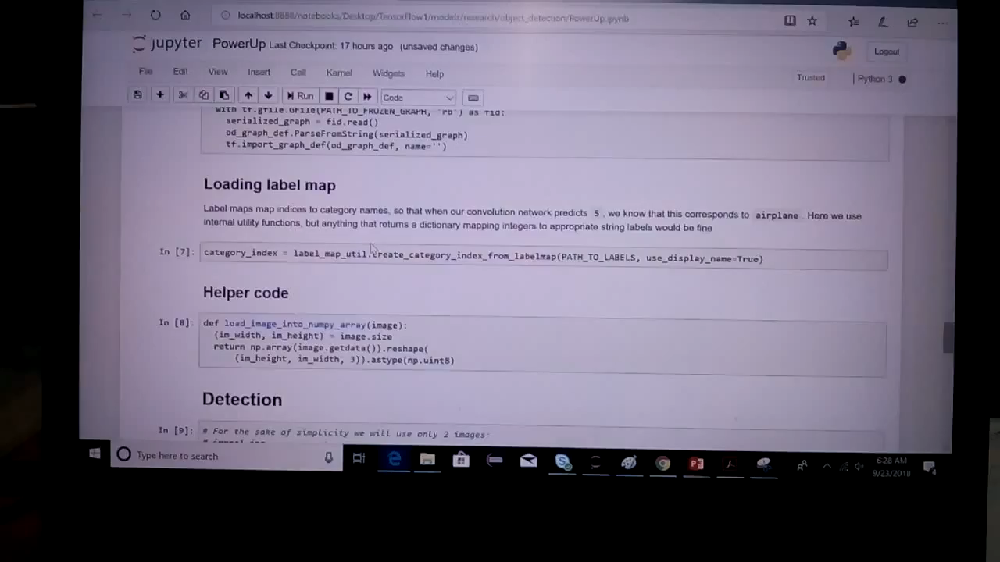 localhost:8888/notebooks/Desktop/TensorFlow1/models/research/object_detection/PowerUp.ipynb
jupyter PowerUp Last Checkpoint: 17 hours ago (unsaved changes)
Logout
File Edit View Insert Cell Kernel Widgets Help
Trusted Python 3
Run Code
with tf.gfile.GFile(PATH_TO_FROZEN_GRAPH, 'rb') as fid:
serialized_graph = fid.read()
od_graph_def.ParseFromString(serialized_graph)
tf.import_graph_def(od_graph_def, name='')
Loading label map
Label maps map indices to category names, so that when our convolution network predicts 5 , we know that this corresponds to airplane . Here we use
internal utility functions, but anything that returns a dictionary mapping integers to appropriate string labels would be fine
In [7]: category_index = label_map_util.create_category_index_from_labelmap(PATH_TO_LABELS, use_display_name=True)
Helper code
In [8]: def load_image_into_numpy_array(image):
(im_width, im_height) = image.size
return np.array(image.getdata()).reshape(
(im_height, im_width, 3)).astype(np.uint8)
Detection
In [9]: # For the sake of simplicity we will use only 2 images:
Type here to search
6:28 AM
9/23/2018